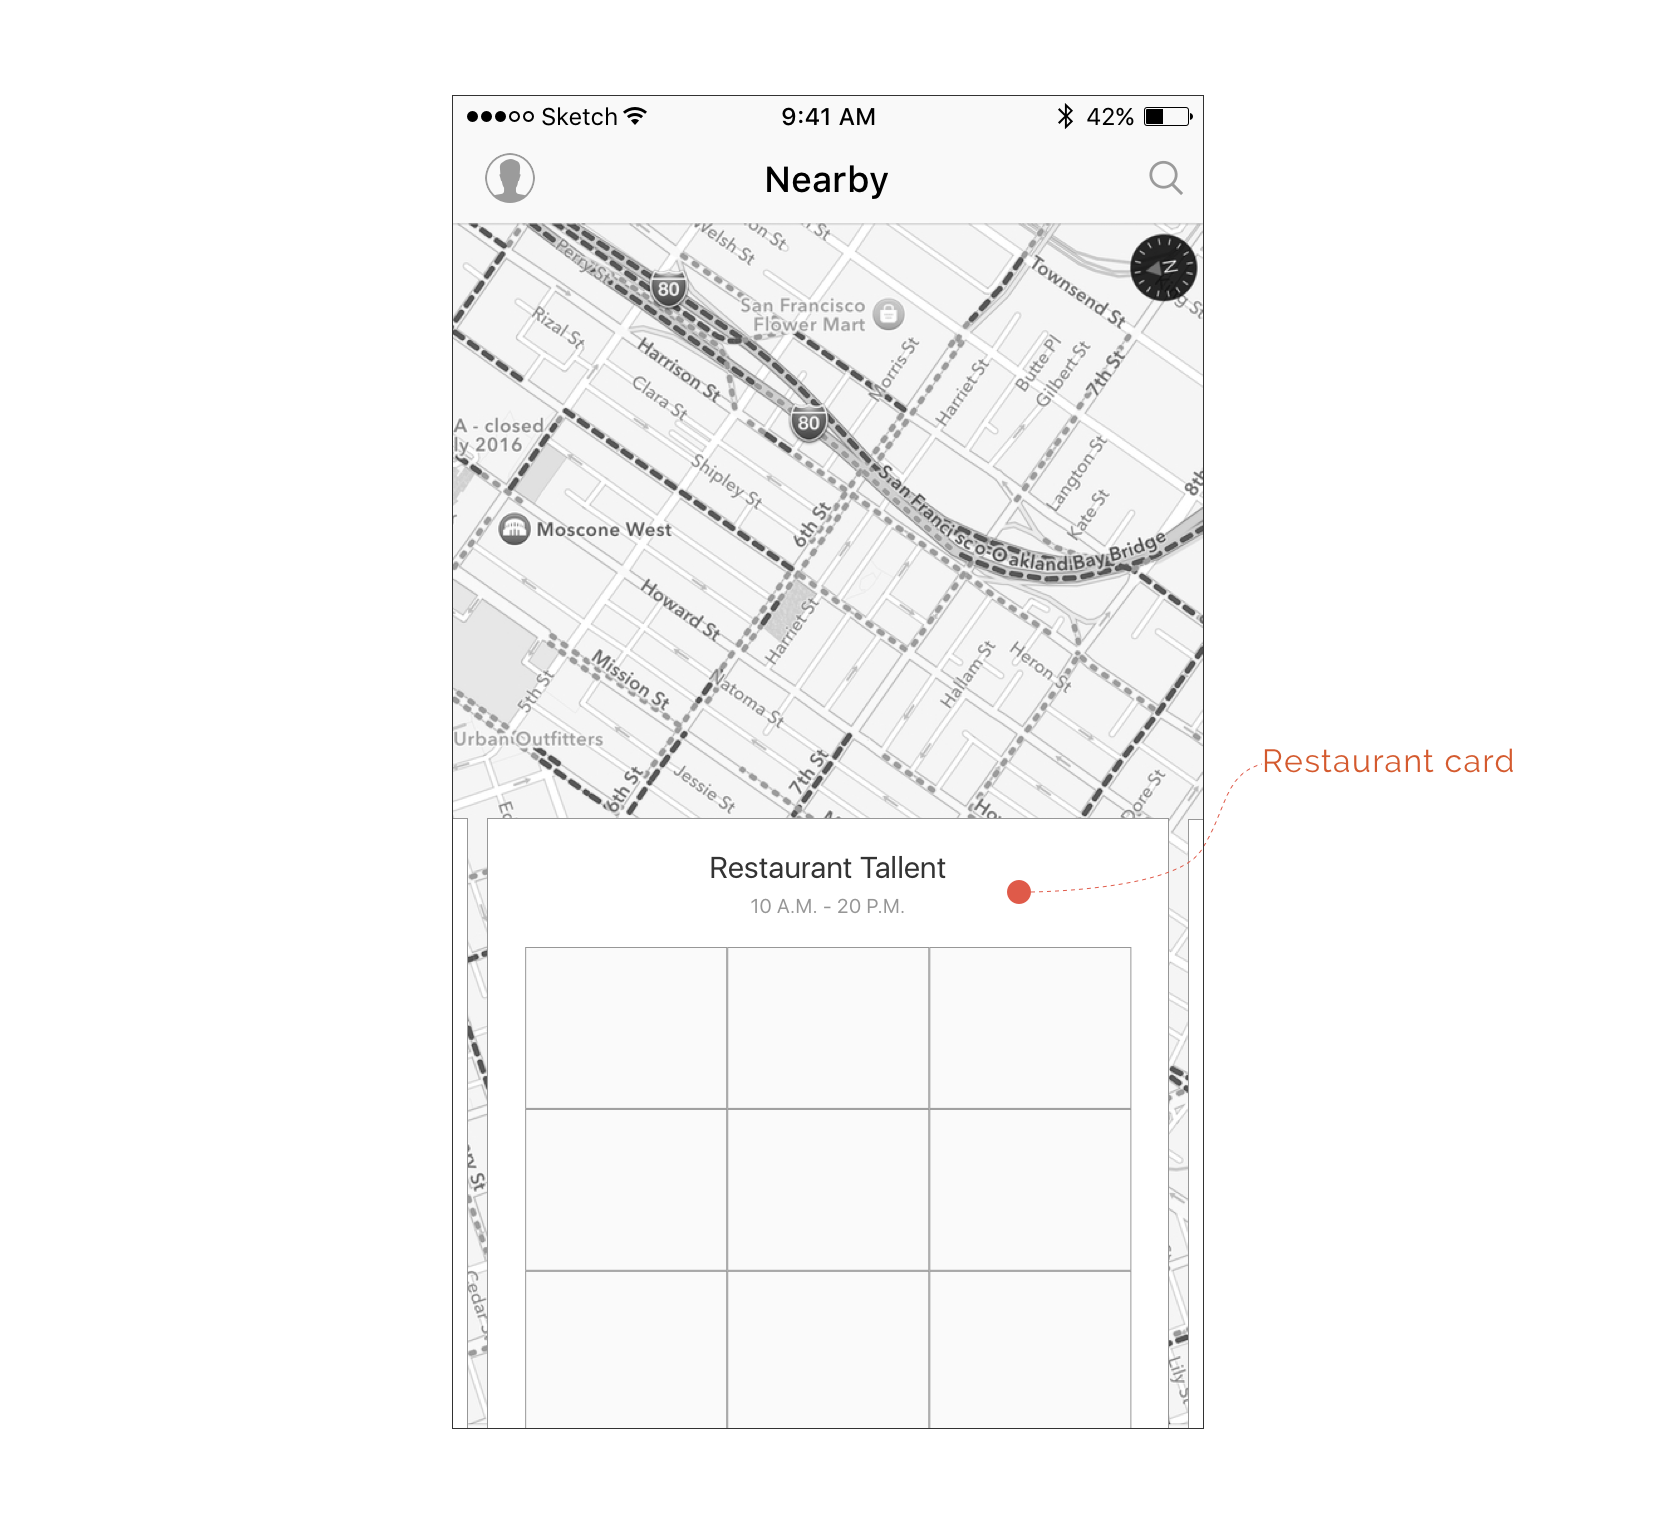 Sketch
9:41 AM
42%
Nearby
Welsh St
Perry St
80
Townsend St
San Francisco
Flower Mart
Rizal St
Harrison St
Morris St
Butte Pl
Gilbert St
7th St
Harriet St
Clara St
80
A - closed
ly 2016
Shipley St
Langton St
8th
Kate St
6th St
San Francisco-Oakland Bay Bridge
Moscone West
Howard St
Harriet St
Mission St
Hallam St
Heron St
Natoma St
5th St
Urban Outfitters
7th St
6th St
Jessie St
Dore St
Restaurant card
Restaurant Tallent
10 A.M. - 20 P.M.
ry St
Cedar
Lily St